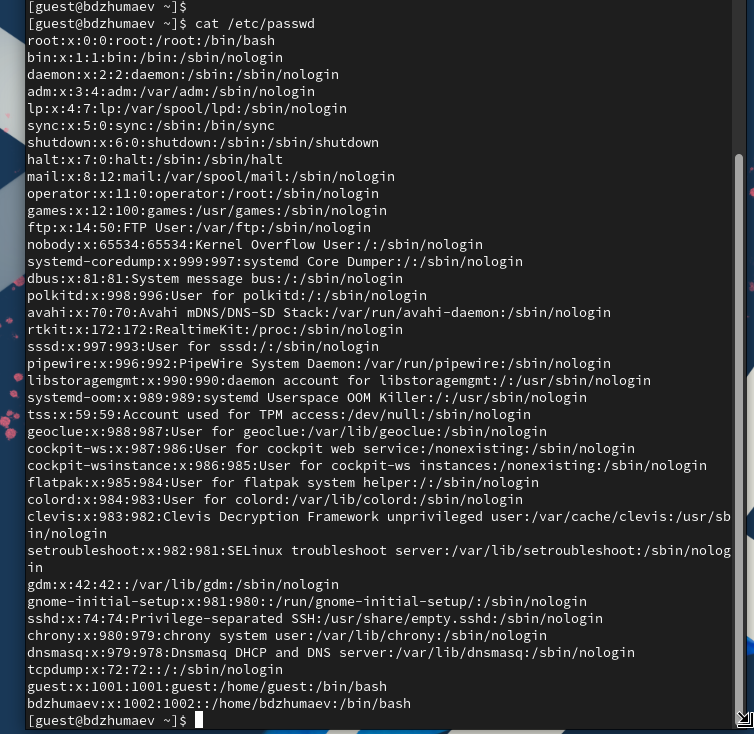 [guest@bdzhumaev ~]$
[guest@bdzhumaev ~]$ cat /etc/passwd
root:x:0:0:root:/root:/bin/bash
bin:x:1:1:bin:/bin:/sbin/nologin
daemon:x:2:2:daemon:/sbin:/sbin/nologin
adm:x:3:4:adm:/var/adm:/sbin/nologin
lp:x:4:7:lp:/var/spool/lpd:/sbin/nologin
sync:x:5:0:sync:/sbin:/bin/sync
shutdown:x:6:0:shutdown:/sbin:/sbin/shutdown
halt:x:7:0:halt:/sbin:/sbin/halt
mail:x:8:12:mail:/var/spool/mail:/sbin/nologin
operator:x:11:0:operator:/root:/sbin/nologin
games:x:12:100:games:/usr/games:/sbin/nologin
ftp:x:14:50:FTP User:/var/ftp:/sbin/nologin
nobody:x:65534:65534:Kernel Overflow User:/:/sbin/nologin
systemd-coredump:x:999:997:systemd Core Dumper:/:/sbin/nologin
dbus:x:81:81:System message bus:/:/sbin/nologin
polkitd:x:998:996:User for polkitd:/:/sbin/nologin
avahi:x:70:70:Avahi mDNS/DNS-SD Stack:/var/run/avahi-daemon:/sbin/nologin
rtkit:x:172:172:RealtimeKit:/proc:/sbin/nologin
sssd:x:997:993:User for sssd:/:/sbin/nologin
pipewire:x:996:992:PipeWire System Daemon:/var/run/pipewire:/sbin/nologin
libstoragemgmt:x:990:990:daemon account for libstoragemgmt:/:/usr/sbin/nologin
systemd-oom:x:989:989:systemd Userspace OOM Killer:/:/usr/sbin/nologin
tss:x:59:59:Account used for TPM access:/dev/null:/sbin/nologin
geoclue:x:988:987:User for geoclue:/var/lib/geoclue:/sbin/nologin
cockpit-ws:x:987:986:User for cockpit web service:/nonexisting:/sbin/nologin
cockpit-wsinstance:x:986:985:User for cockpit-ws instances:/nonexisting:/sbin/nologin
flatpak:x:985:984:User for flatpak system helper:/:/sbin/nologin
colord:x:984:983:User for colord:/var/lib/colord:/sbin/nologin
clevis:x:983:982:Clevis Decryption Framework unprivileged user:/var/cache/clevis:/usr/sb
in/nologin
setroubleshoot:x:982:981:SELinux troubleshoot server:/var/lib/setroubleshoot:/sbin/nolog
in
gdm:x:42:42::/var/lib/gdm:/sbin/nologin
gnome-initial-setup:x:981:980::/run/gnome-initial-setup/:/sbin/nologin
sshd:x:74:74:Privilege-separated SSH:/usr/share/empty.sshd:/sbin/nologin
chrony:x:980:979:chrony system user:/var/lib/chrony:/sbin/nologin
dnsmasq:x:979:978:Dnsmasq DHCP and DNS server:/var/lib/dnsmasq:/sbin/nologin
tcpdump:x:72:72::/:/sbin/nologin
guest:x:1001:1001:guest:/home/guest:/bin/bash
bdzhumaev:x:1002:1002::/home/bdzhumaev:/bin/bash
[guest@bdzhumaev ~]$